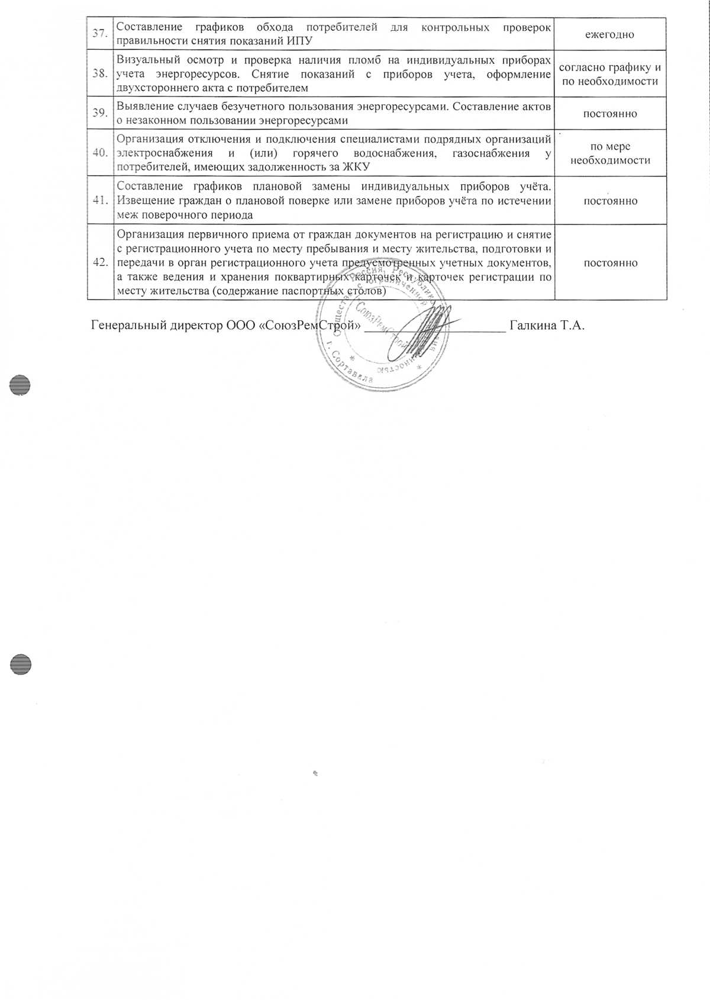 37.
Составление графиков обхода потребителей для контрольных проверок
правильности снятия показаний ИПУ
ежегодно
38.
Визуальный осмотр и проверка наличия пломб на индивидуальных приборах
учета энергоресурсов. Снятие показаний с приборов учета, оформление
двухстороннего акта с потребителем
согласно графику и
по необходимости
39.
Выявление случаев безучетного пользования энергоресурсами. Составление актов
о незаконном пользовании энергоресурсами
постоянно
40.
Организация отключения и подключения специалистами подрядных организаций
электроснабжения и (или) горячего водоснабжения, газоснабжения у
потребителей, имеющих задолженность за ЖКУ
по мере
необходимости
41.
Составление графиков плановой замены индивидуальных приборов учёта.
Извещение граждан о плановой поверке или замене приборов учёта по истечении
меж поверочного периода
постоянно
42.
Организация первичного приема от граждан документов на регистрацию и снятие
с регистрационного учета по месту пребывания и месту жительства, подготовки и
передачи в орган регистрационного учета предусмотренных учетных документов,
а также ведения и хранения поквартирных карточек и карточек регистрации по
месту жительства (содержание паспортных столов)
постоянно
Генеральный директор ООО «СоюзРемСтрой» ____________________ Галкина Т.А.
Россия, Республика
Общество с ограниченной
"СоюзРемСтрой"
* г. Сортавала *